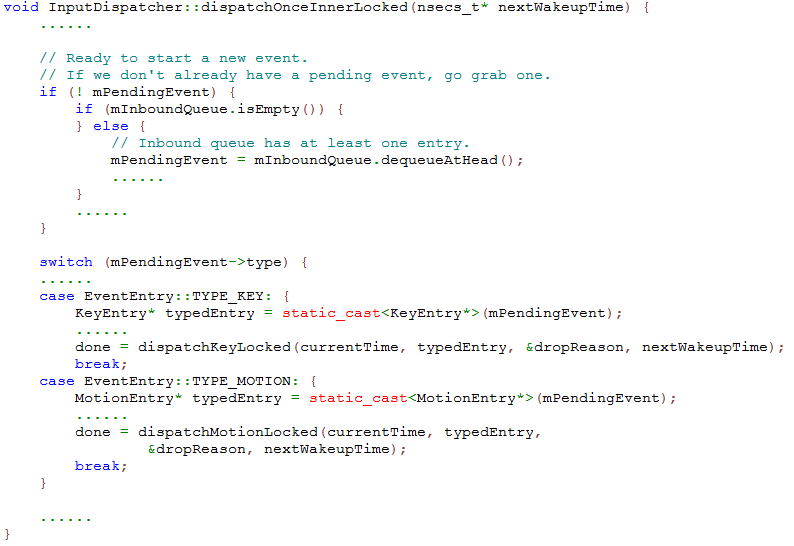 void InputDispatcher::dispatchOnceInnerLocked(nsecs_t* nextWakeupTime) {
    ......

    // Ready to start a new event.
    // If we don't already have a pending event, go grab one.
    if (! mPendingEvent) {
        if (mInboundQueue.isEmpty()) {
        } else {
            // Inbound queue has at least one entry.
            mPendingEvent = mInboundQueue.dequeueAtHead();
            ......
        }
        ......
    }

    switch (mPendingEvent->type) {
    ......
    case EventEntry::TYPE_KEY: {
        KeyEntry* typedEntry = static_cast<KeyEntry*>(mPendingEvent);
        ......
        done = dispatchKeyLocked(currentTime, typedEntry, &dropReason, nextWakeupTime);
        break;
    case EventEntry::TYPE_MOTION: {
        MotionEntry* typedEntry = static_cast<MotionEntry*>(mPendingEvent);
        ......
        done = dispatchMotionLocked(currentTime, typedEntry,
                &dropReason, nextWakeupTime);
        break;
    }

    ......
}